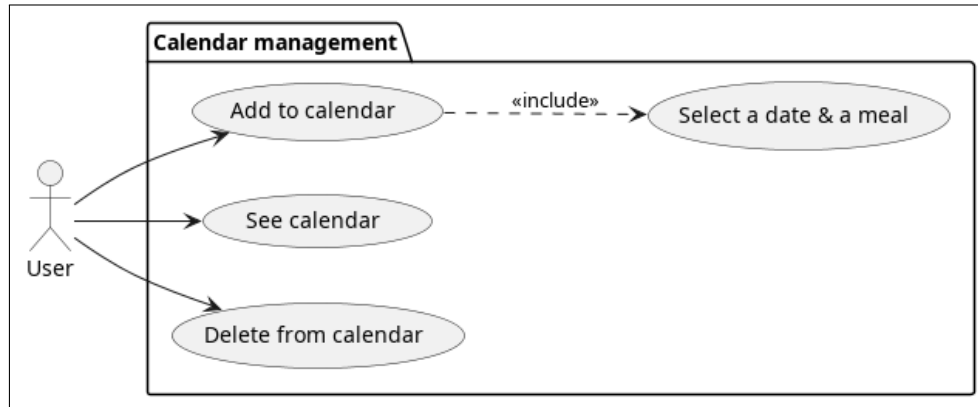 Calendar management
Add to calendar
«include»
Select a date & a meal
See calendar
User
Delete from calendar